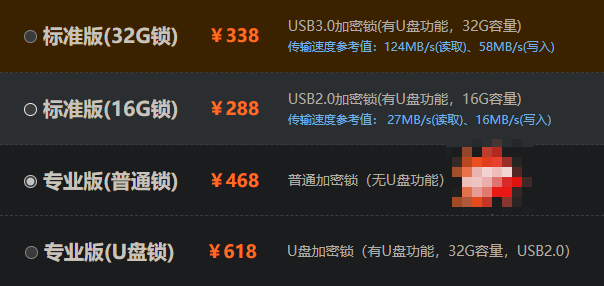 标准版(32G锁) ￥338 USB3.0加密锁(有U盘功能，32G容量)
传输速度参考值：124MB/s(读取)、58MB/s(写入)
标准版(16G锁) ￥288 USB2.0加密锁(有U盘功能，16G容量)
传输速度参考值： 27MB/s(读取)、16MB/s(写入)
专业版(普通锁) ￥468 普通加密锁（无U盘功能）
专业版(U盘锁) ￥618 U盘加密锁（有U盘功能，32G容量，USB2.0）